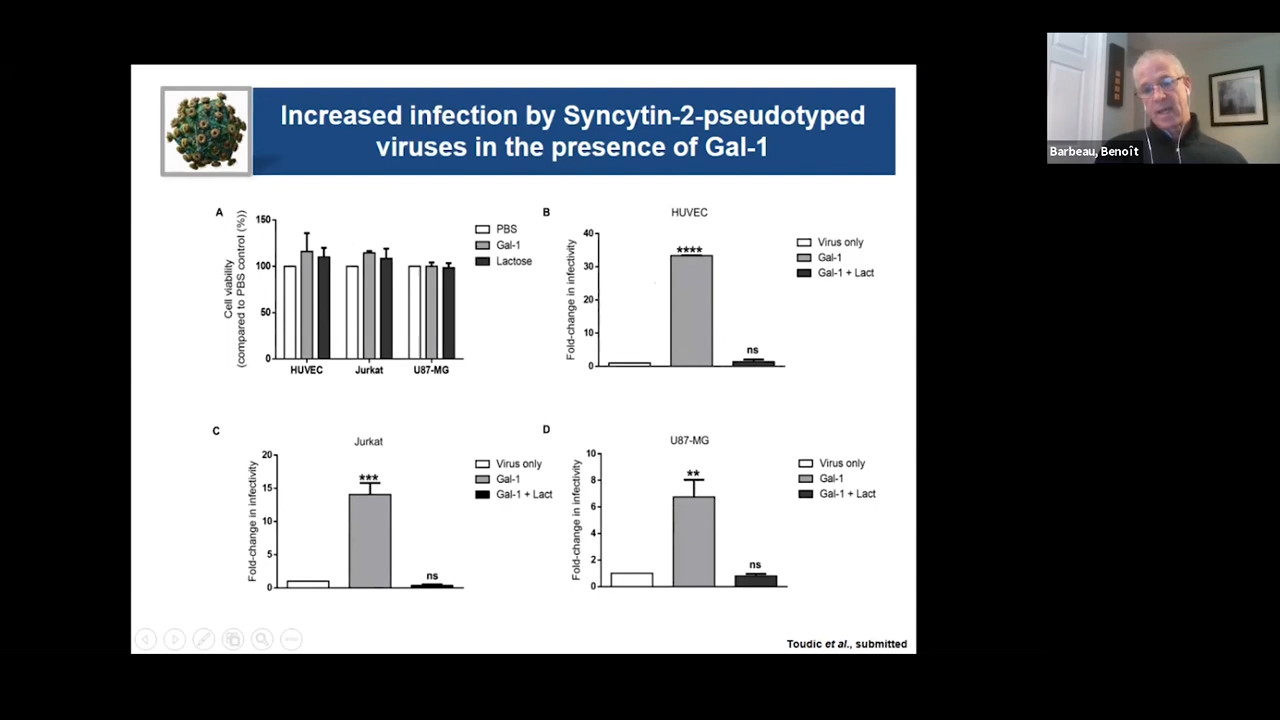 Increased infection by Syncytin-2-pseudotyped
viruses in the presence of Gal-1
Barbeau, Benoît
A
Cell viability
(compared to PBS control (%))
150
100
50
0
HUVEC
Jurkat
U87-MG
PBS
Gal-1
Lactose
B
HUVEC
Fold-change in infectivity
40
30
20
10
0
****
ns
Virus only
Gal-1
Gal-1 + Lact
C
Jurkat
Fold-change in infectivity
20
15
10
5
0
***
ns
Virus only
Gal-1
Gal-1 + Lact
D
U87-MG
Fold-change in infectivity
10
8
6
4
2
0
**
ns
Virus only
Gal-1
Gal-1 + Lact
Toudic et al., submitted